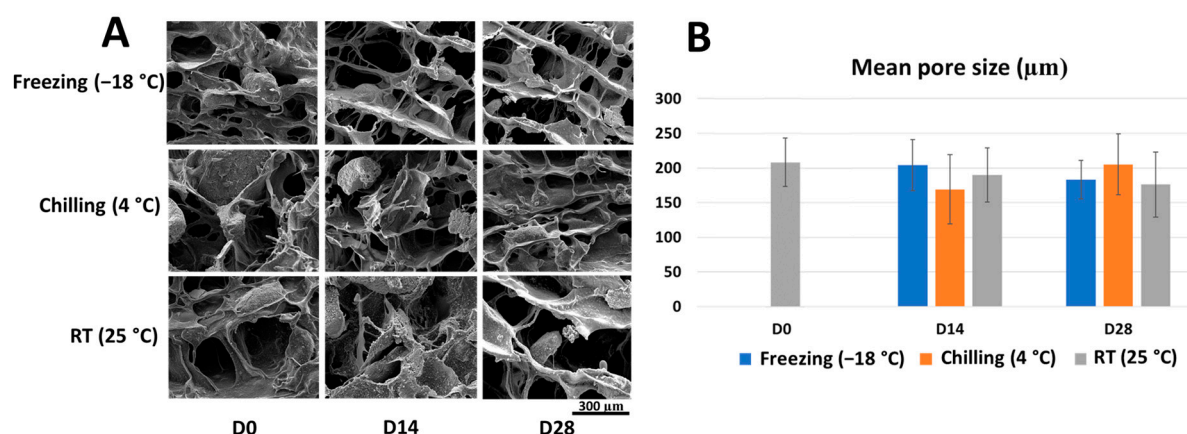 A
Freezing (−18 °C)
Chilling (4 °C)
RT (25 °C)
D0 D14 D28
300 µm
B
Mean pore size (µm)
300
250
200
150
100
50
0
D0 D14 D28
Freezing (−18 °C) Chilling (4 °C) RT (25 °C)